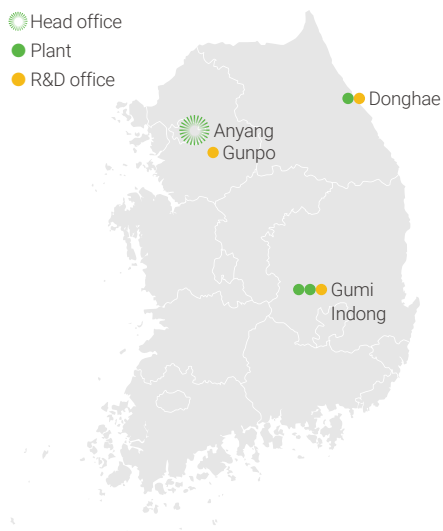 Head office
Plant
R&D office
Donghae
Anyang
Gunpo
Gumi
Indong